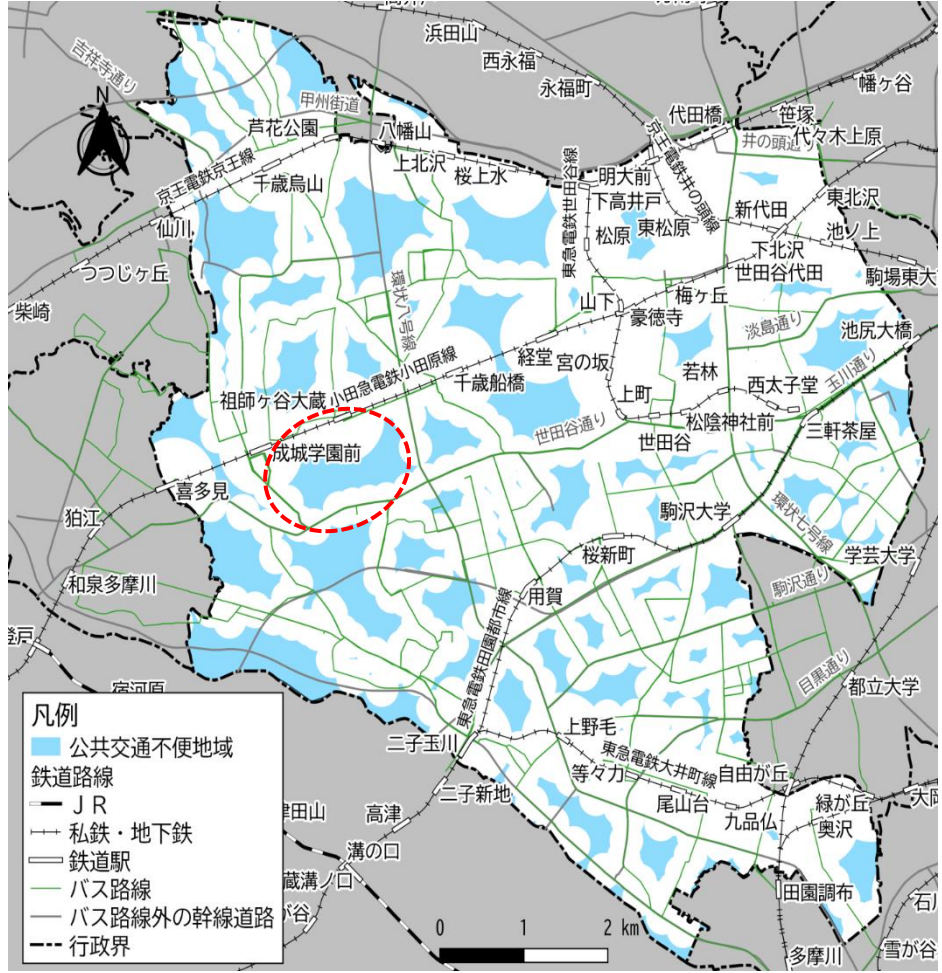 浜田山
西永福
永福町
吉祥寺通り
N
甲州街道
芦花公園
八幡山
上北沢
桜上水
代田橋
笹塚
幡ヶ谷
代々木上原
京王電鉄京王線
千歳烏山
仙川
つつじヶ丘
柴崎
京王電鉄井の頭線
東急電鉄世田谷線
明大前
下高井戸
松原
東松原
新代田
東北沢
池ノ上
下北沢
世田谷代田
駒場東大
環状八号線
山下
梅ヶ丘
豪徳寺
淡島通り
池尻大橋
小田急電鉄小田原線
祖師ヶ谷大蔵
経堂
宮の坂
千歳船橋
若林
西太子堂
玉川通り
上町
世田谷通り
世田谷
松陰神社前
三軒茶屋
成城学園前
喜多見
狛江
和泉多摩川
登戸
宿河原
駒沢大学
環状七号線
桜新町
学芸大学
用賀
駒沢通り
目黒通り
都立大学
東急電鉄田園都市線
二子玉川
上野毛
東急電鉄大井町線
等々力
自由が丘
尾山台
九品仏
緑が丘
奥沢
二子新地
高津
津田山
溝の口
田園調布
多摩川
雪が谷
凡例
公共交通不便地域
鉄道路線
ＪＲ
私鉄・地下鉄
鉄道駅
バス路線
バス路線外の幹線道路
行政界
0 1 2 km